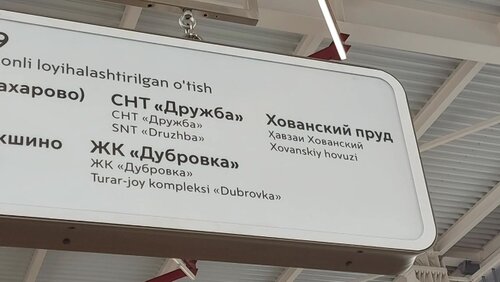 9
onli loyihalashtirilgan o'tish
ахарово)
СНТ «Дружба»
СНТ «Дружба»
SNT «Druzhba»
Хованский пруд
Ҳавзаи Хованский
Xovanskiy hovuzi
кшино
ЖК «Дубровка»
ЖК «Дубровка»
Turar-joy kompleksi «Dubrovka»